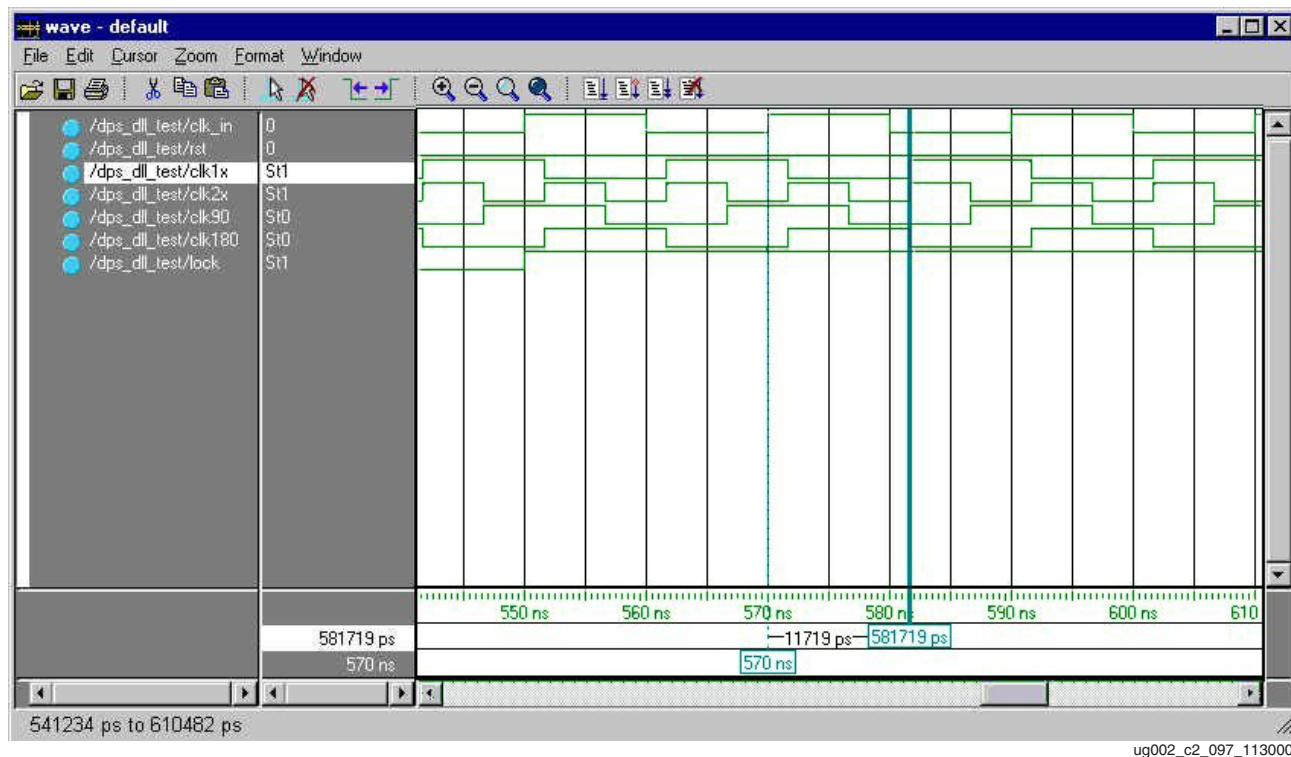 wave - default
File Edit Cursor Zoom Format Window
/dps_dll_test/clk_in 0
/dps_dll_test/rst 0
/dps_dll_test/clk1x St1
/dps_dll_test/clk2x St1
/dps_dll_test/clk90 St0
/dps_dll_test/clk180 St0
/dps_dll_test/lock St1
550 ns 560 ns 570 ns 580 n 590 ns 600 ns 610
581719 ps 11719 ps 581719 ps
570 ns 570 ns
541234 ps to 610482 ps
ug002_c2_097_113000